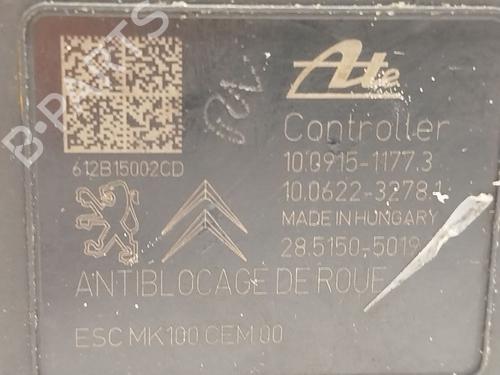 Ate
Controller
612B15002CD
10.0915-1177.3
10.0622-3278.1
MADE IN HUNGARY
28.5150-5019
ANTIBLOCAGE DE ROUE
ESC MK100 CEM 00
B-PARTS